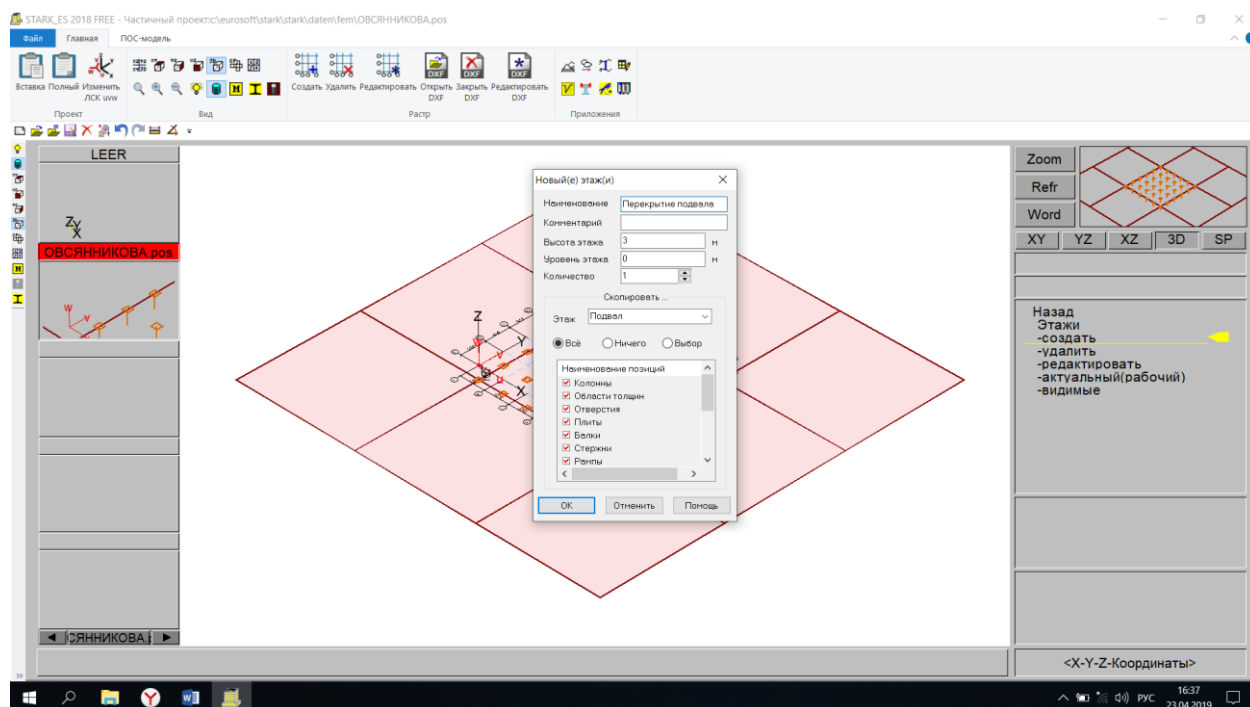 STARK_ES 2018 FREE - Частичный проект:c:\eurosoft\stark\stark\daten\fem\ОВСЯННИКОВА.pos
Файл Главная ПОС-модель
Вставка Полный Изменить ЛСК uvw
Создать Удалить Редактировать Открыть DXF Закрыть DXF Редактировать DXF
Проект Вид Растр Приложения
LEER
Z Y X
ОВСЯННИКОВА.pos
W V
СЯННИКОВА.p
Z
Y
X
Новый(е) этаж(и)
Наименование Перекрытие подвала
Комментарий
Высота этажа 3 м
Уровень этажа 0 м
Количество 1
Скопировать ...
Этаж Подвал
Всё Ничего Выбор
Наименование позиций
Колонны
Области толщин
Отверстия
Плиты
Балки
Стержни
Рампы
OK Отменить Помощь
Zoom
Refr
Word
XY YZ XZ 3D SP
Назад
Этажи
-создать
-удалить
-редактировать
-актуальный(рабочий)
-видимые
<X-Y-Z-Координаты>
РУС 16:37
23.04.2019